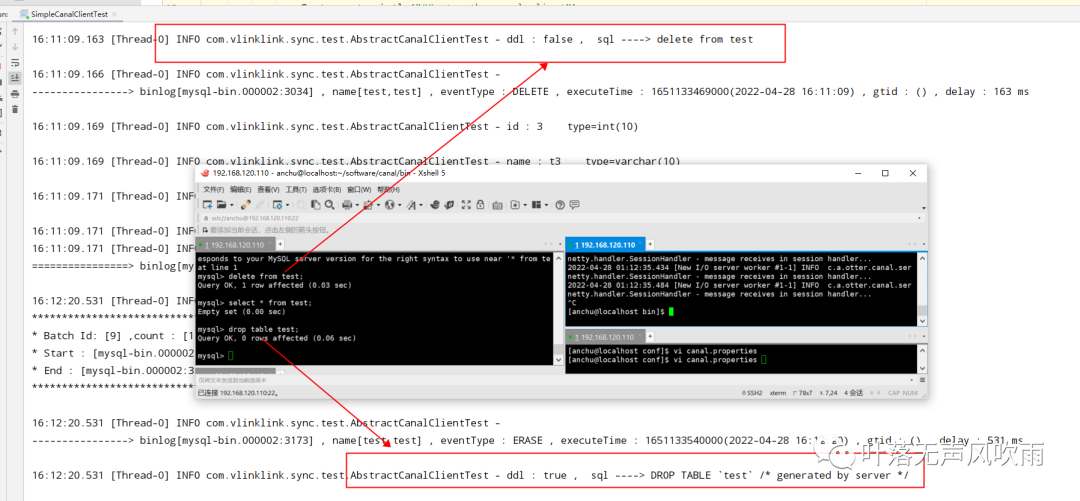 SimpleCanalClientTest
16:11:09.163 [Thread-0] INFO com.vlinklink.sync.test.AbstractCanalClientTest - ddl : false , sql ----> delete from test
16:11:09.166 [Thread-0] INFO com.vlinklink.sync.test.AbstractCanalClientTest -
----------------> binlog[mysql-bin.000002:3034] , name[test,test] , eventType : DELETE , executeTime : 1651133469000(2022-04-28 16:11:09) , gtid : () , delay : 163 ms
16:11:09.169 [Thread-0] INFO com.vlinklink.sync.test.AbstractCanalClientTest - id : 3 type=int(10)
16:11:09.169 [Thread-0] INFO com.vlinklink.sync.test.AbstractCanalClientTest - name : t3 type=varchar(10)
16:11:09.171 [Thread-0] INF
16:11:09.171 [Thread-0] INF
16:11:09.171 [Thread-0] INF
================> binlog[my
16:12:20.531 [Thread-0] INF
* Batch Id: [9] ,count : [1
* Start : [mysql-bin.000002
* End : [mysql-bin.000002:3
192.168.120.110 - anchu@localhost:~/software/canal/bin - Xshell 5
文件(F) 编辑(E) 查看(V) 工具(T) 选项卡(B) 窗口(W) 帮助(H)
ssh://anchu@192.168.120.110:22
要添加当前会话，点击左侧的箭头按钮。
1 192.168.120.110
esponds to your MySQL server version for the right syntax to use near '* from te
at line 1
mysql> delete from test;
Query OK, 1 row affected (0.03 sec)
mysql> select * from test;
Empty set (0.00 sec)
mysql> drop table test;
Query OK, 0 rows affected (0.06 sec)
mysql>
1 192.168.120.110
netty.handler.SessionHandler - message receives in session handler...
2022-04-28 01:12:35.434 [New I/O server worker #1-1] INFO c.a.otter.canal.ser
netty.handler.SessionHandler - message receives in session handler...
2022-04-28 01:12:35.484 [New I/O server worker #1-1] INFO c.a.otter.canal.ser
netty.handler.SessionHandler - message receives in session handler...
^C
[anchu@localhost bin]$
1 192.168.120.110
[anchu@localhost conf]$ vi canal.properties
[anchu@localhost conf]$ vi canal.properties
仅将文本发送到当前选项卡
已连接 192.168.120.110:22。
SSH2 xterm 78x7 7,24 4 会话 CAP NUM
16:12:20.531 [Thread-0] INFO com.vlinklink.sync.test.AbstractCanalClientTest -
----------------> binlog[mysql-bin.000002:3173] , name[test,test] , eventType : ERASE , executeTime : 1651133540000(2022-04-28 16:12:20) , gtid : () , delay : 531 ms
16:12:20.531 [Thread-0] INFO com.vlinklink.sync.test.AbstractCanalClientTest - ddl : true , sql ----> DROP TABLE `test` /* generated by server */
叶落无声风吹雨